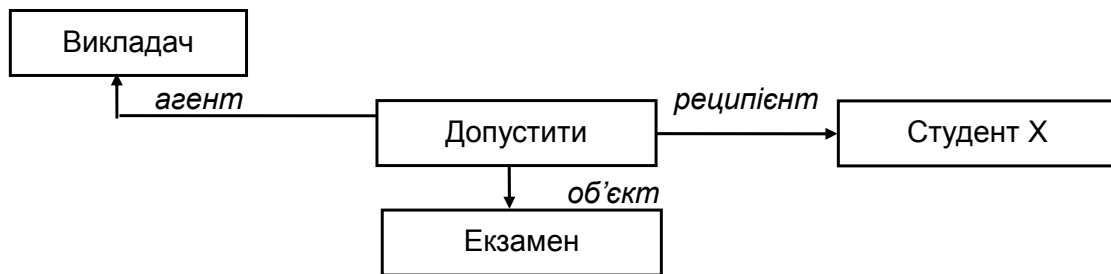 Викладач
агент
реципієнт
Допустити
Студент Х
об’єкт
Екзамен